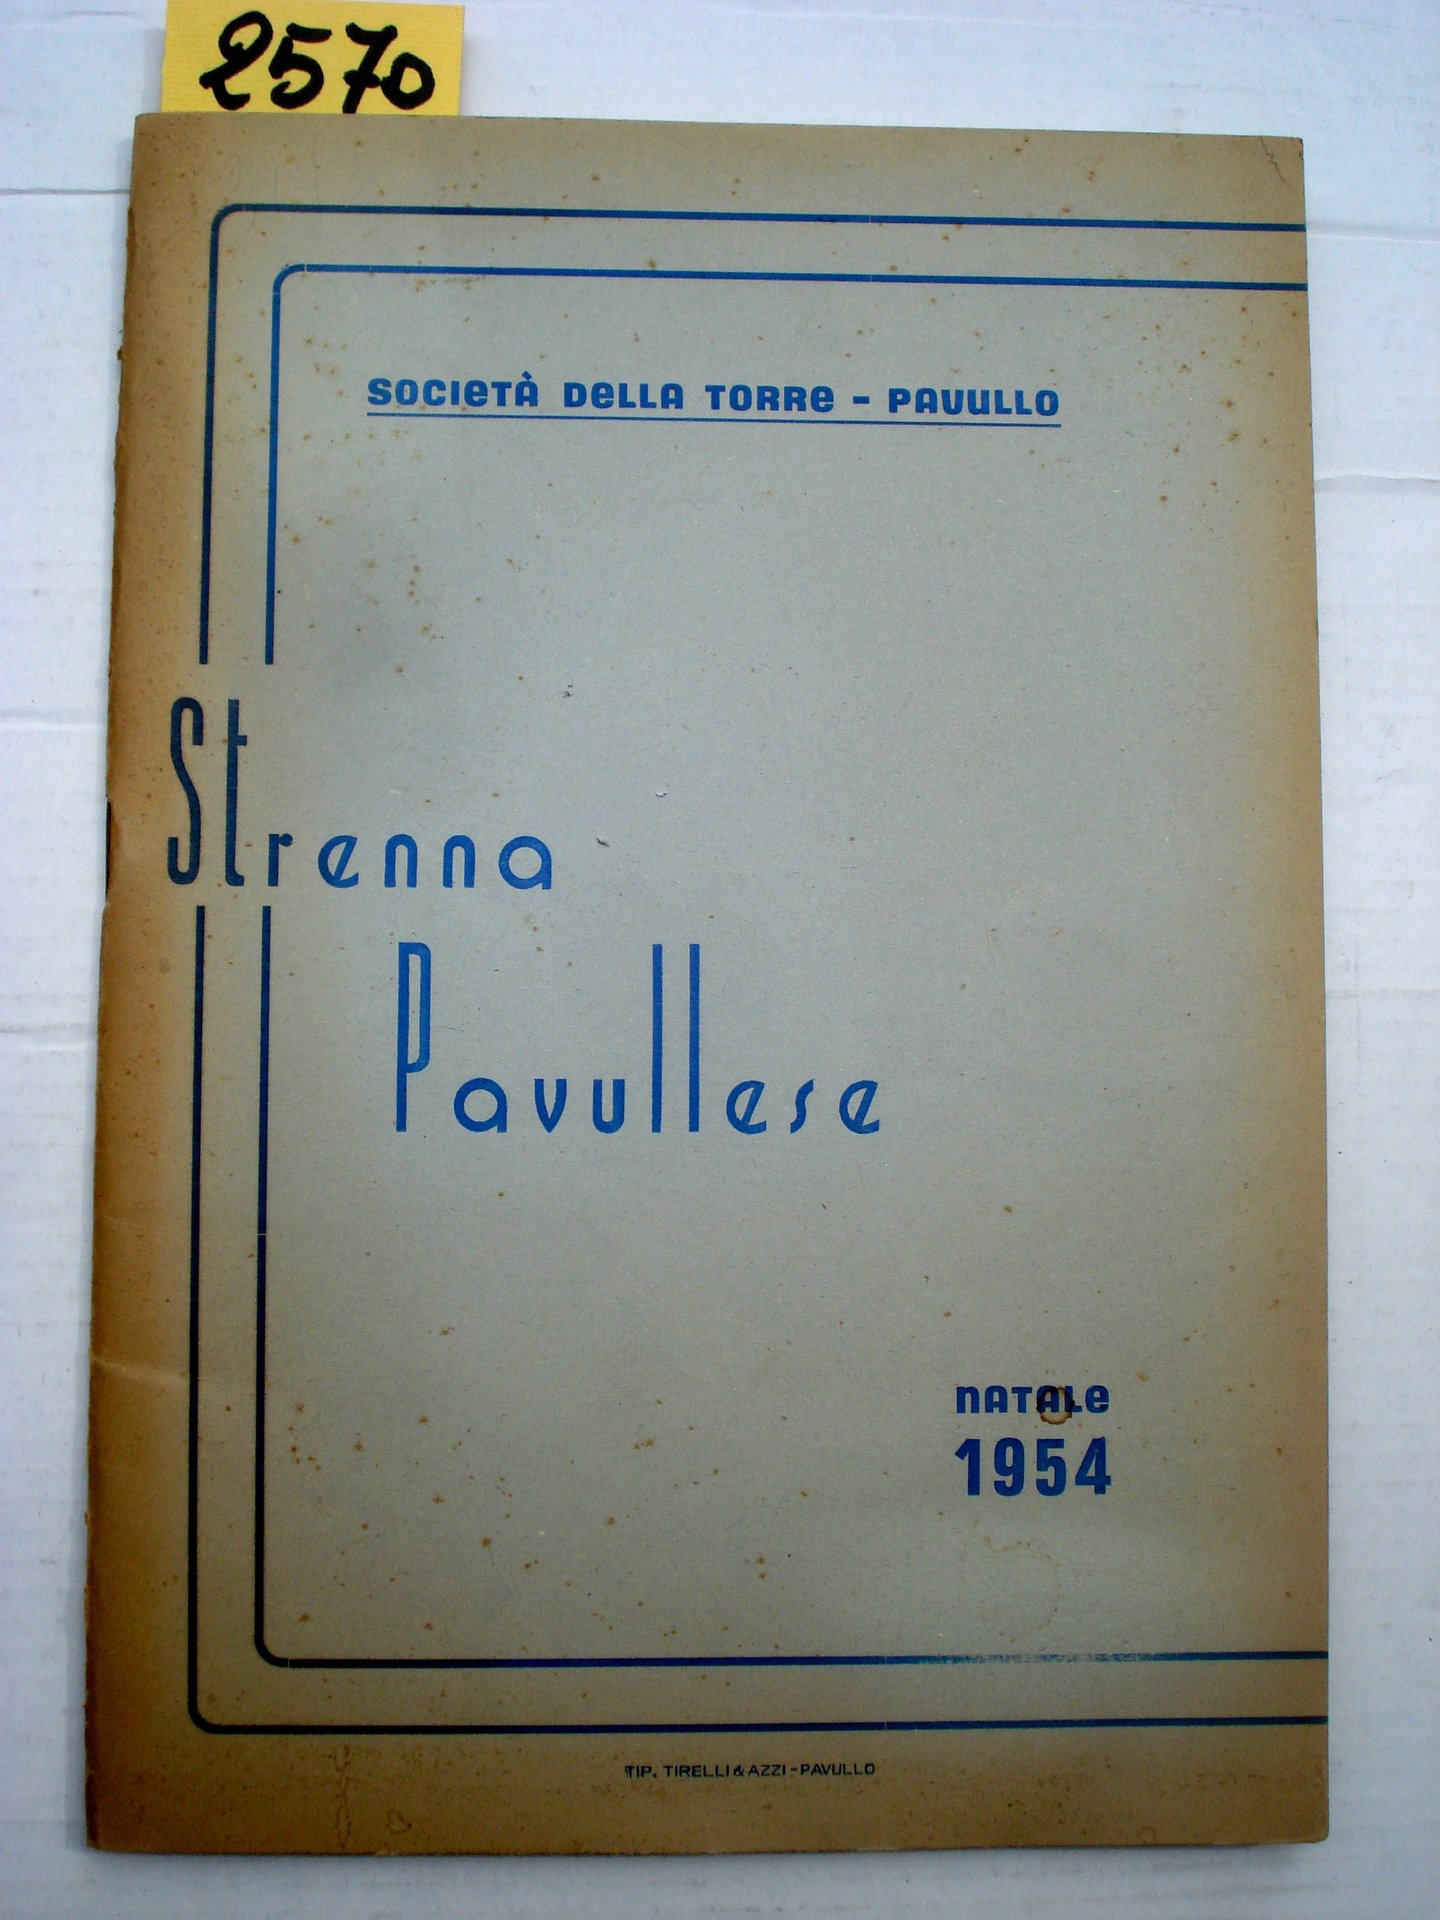 2570
SOCIETÀ DELLA TORRE - PAVULLO
Strenna
Pavullese
NATALE
1954
TIP. TIRELLI & AZZI - PAVULLO